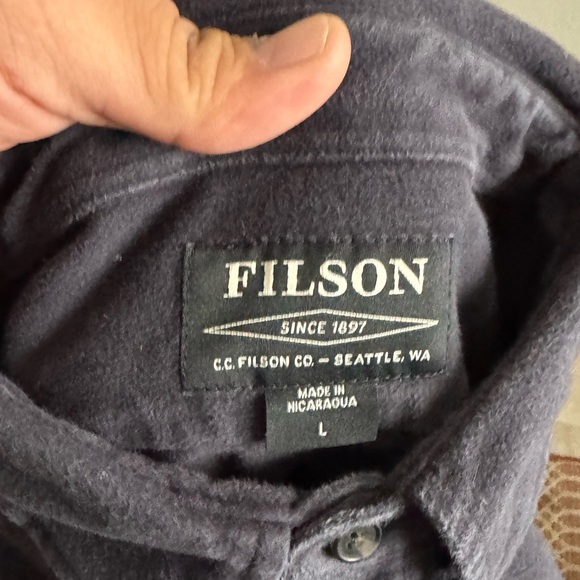 FILSON
SINCE 1897
C.C. FILSON CO. – SEATTLE, WA
MADE IN
NICARAGUA
L